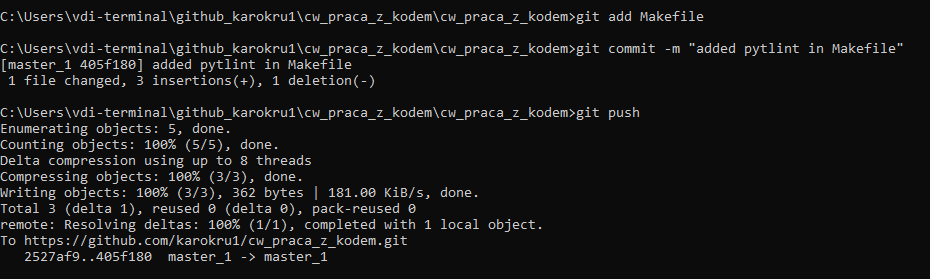 C:\Users\vdi-terminal\github_karokru1\cw_praca_z_kodem\cw_praca_z_kodem>git add Makefile
C:\Users\vdi-terminal\github_karokru1\cw_praca_z_kodem\cw_praca_z_kodem>git commit -m "added pytlint in Makefile"
[master_1 405f180] added pytlint in Makefile
 1 file changed, 3 insertions(+), 1 deletion(-)
C:\Users\vdi-terminal\github_karokru1\cw_praca_z_kodem\cw_praca_z_kodem>git push
Enumerating objects: 5, done.
Counting objects: 100% (5/5), done.
Delta compression using up to 8 threads
Compressing objects: 100% (3/3), done.
Writing objects: 100% (3/3), 362 bytes | 181.00 KiB/s, done.
Total 3 (delta 1), reused 0 (delta 0), pack-reused 0
remote: Resolving deltas: 100% (1/1), completed with 1 local object.
To https://github.com/karokru1/cw_praca_z_kodem.git
   2527af9..405f180  master_1 -> master_1